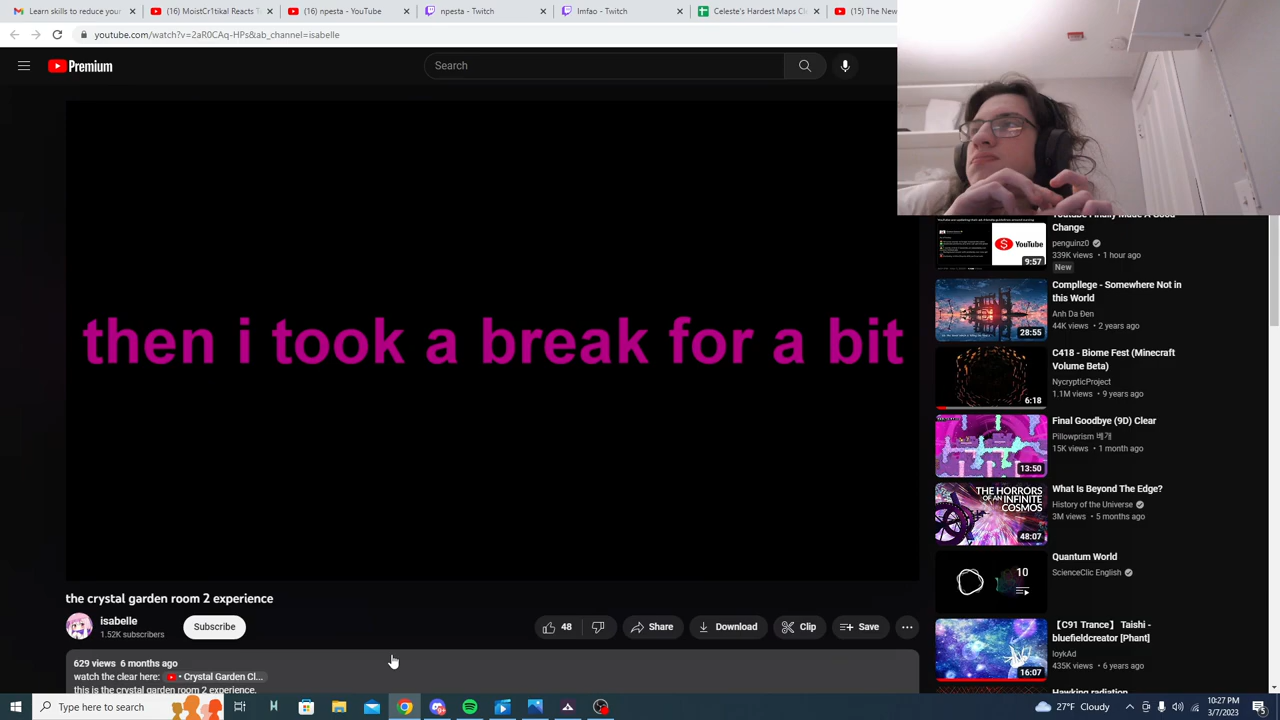 Learn skills to reduce your
(16) MoistCr1tikal Reacts T
(16) npesta - YouTube
npesta - Twitch
lmfao - Twitch
Celeste's Hardest Maps Cl
(15) The New
youtube.com/watch?v=2aR0CAq-HPs&ab_channel=isabelle
Premium
Search
then i took a break for a bit
the crystal garden room 2 experience
isabelle
1.52K subscribers
Subscribe
48
Share
Download
Clip
Save
629 views 6 months ago
watch the clear here: • Crystal Garden Cl...
this is the crystal garden room 2 experience.
Youtube Finally Made A Good
Change
penguinz0
339K views • 1 hour ago
New
YouTube
9:57
Compllege - Somewhere Not in
this World
Anh Da Đen
44K views • 2 years ago
28:55
C418 - Biome Fest (Minecraft
Volume Beta)
NycrypticProject
1.1M views • 9 years ago
6:18
Final Goodbye (9D) Clear
Pillowprism 베개
15K views • 1 month ago
13:50
What Is Beyond The Edge?
History of the Universe
3M views • 5 months ago
THE HORRORS
OF AN INFINITE
COSMOS
48:07
Quantum World
ScienceClic English
10
【C91 Trance】 Taishi -
bluefieldcreator [Phant]
loykAd
435K views • 6 years ago
16:07
Hawking radiation
Type here to search
27°F Cloudy
10:27 PM
3/7/2023